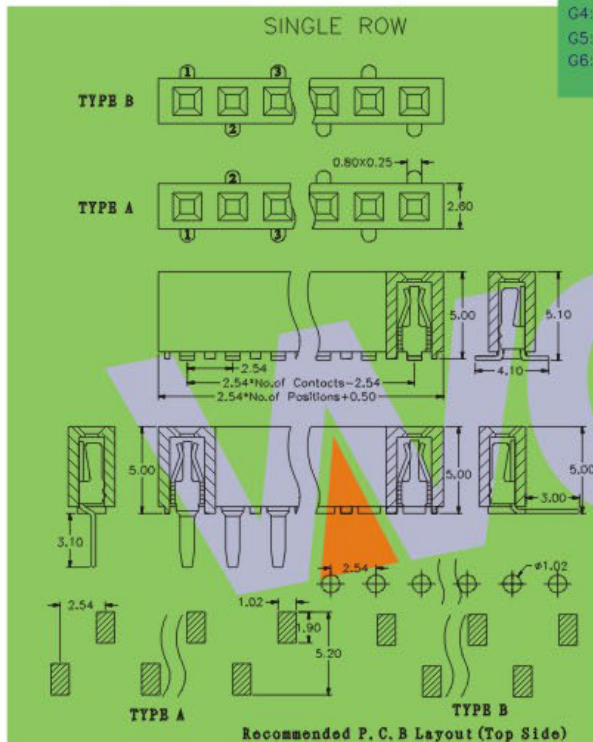 G4:
G5:
G6:
SINGLE ROW
1 3
TYPE B
2
0.80X0.25
2
TYPE A
2.60
1 3
5.00
5.10
2.54
2.54*No.of Contacts-2.54
4.10
2.54*No.of Positions+0.50
5.00
5.00
5.00
3.00
3.10
2.54
ø1.02
2.54
1.02
1.90
5.20
TYPE A
TYPE B
Recommended P.C.B Layout (Top Side)